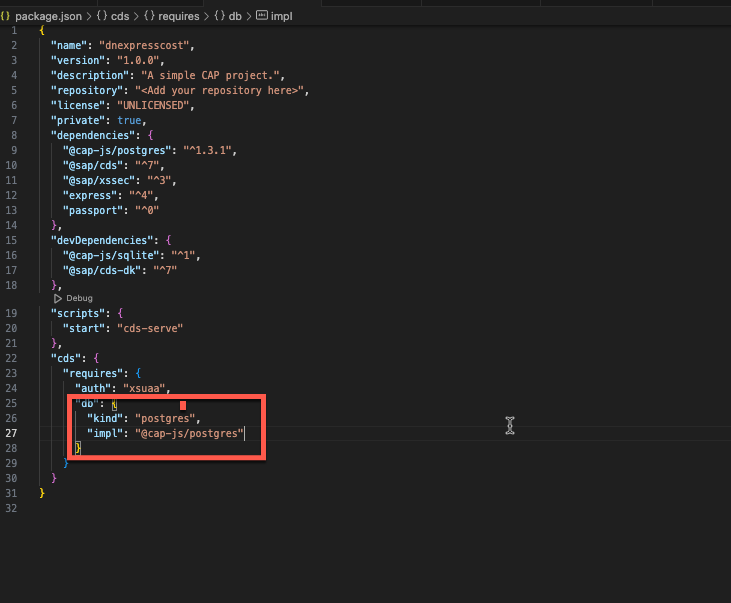 {} package.json > {} cds > {} requires > {} db > abc impl
1 {
2 "name": "dnexpresscost",
3 "version": "1.0.0",
4 "description": "A simple CAP project.",
5 "repository": "<Add your repository here>",
6 "license": "UNLICENSED",
7 "private": true,
8 "dependencies": {
9 "@cap-js/postgres": "^1.3.1",
10 "@sap/cds": "^7",
11 "@sap/xssec": "^3",
12 "express": "^4",
13 "passport": "^0"
14 },
15 "devDependencies": {
16 "@cap-js/sqlite": "^1",
17 "@sap/cds-dk": "^7"
18 },
Debug
19 "scripts": {
20 "start": "cds-serve"
21 },
22 "cds": {
23 "requires": {
24 "auth": "xsuaa",
25 "db": {
26 "kind": "postgres",
27 "impl": "@cap-js/postgres"
28 }
29 }
30 }
31 }
32